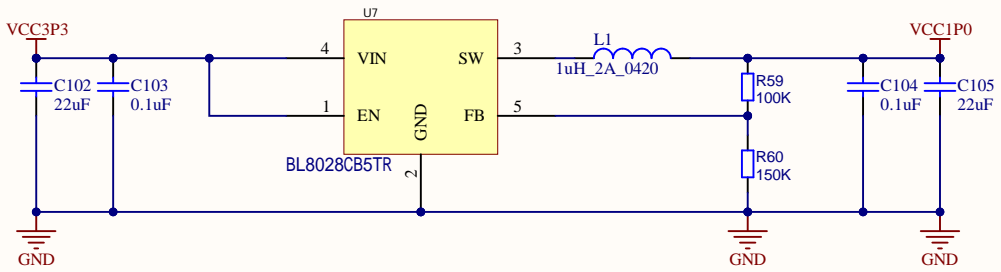 U7
VCC3P3
VCC1P0
4 VIN SW 3
L1
1uH_2A_0420
C102
22uF
C103
0.1uF
R59
100K
C104
0.1uF
C105
22uF
1 EN FB 5
GND
BL8028CB5TR
2
R60
150K
GND
GND
GND